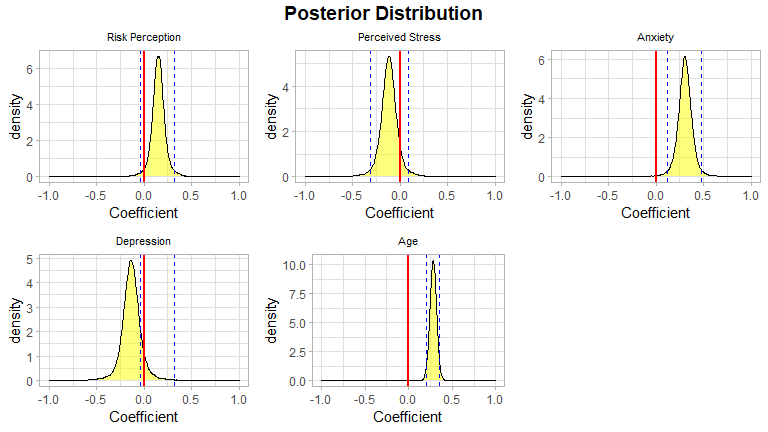 Posterior Distribution
Risk Perception
density
6
4
2
0
-1.0 -0.5 0.0 0.5 1.0
Coefficient
Perceived Stress
density
4
2
0
-1.0 -0.5 0.0 0.5 1.0
Coefficient
Anxiety
density
6
4
2
0
-1.0 -0.5 0.0 0.5 1.0
Coefficient
Depression
density
5
4
3
2
1
0
-1.0 -0.5 0.0 0.5 1.0
Coefficient
Age
density
10.0
7.5
5.0
2.5
0.0
-1.0 -0.5 0.0 0.5 1.0
Coefficient